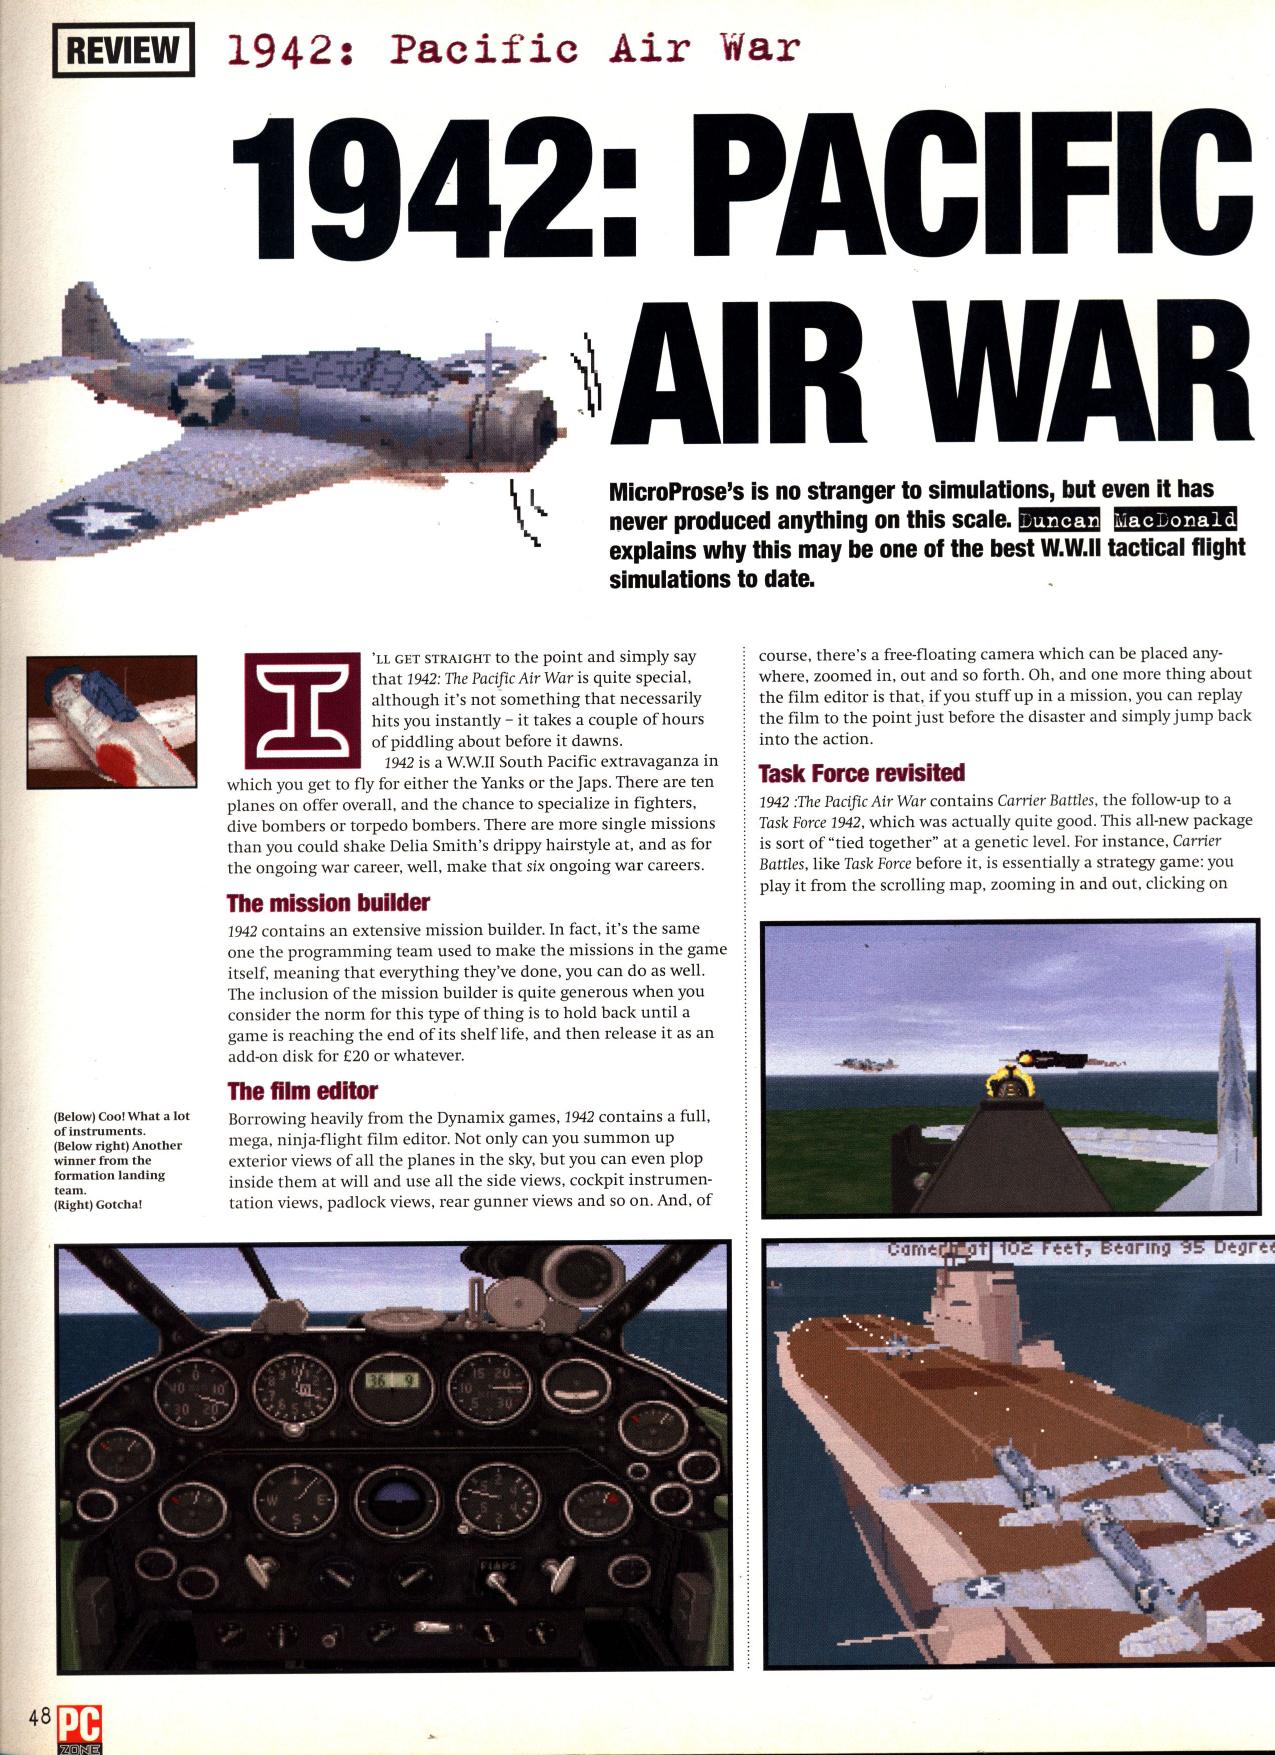 REVIEW
1942: Pacific Air War
1942: PACIFIC
AIR WAR
MicroProse's is no stranger to simulations, but even it has
never produced anything on this scale. Duncan MacDonald
explains why this may be one of the best W.W.II tactical flight
simulations to date.
I'LL GET STRAIGHT to the point and simply say
that 1942: The Pacific Air War is quite special,
although it's not something that necessarily
hits you instantly – it takes a couple of hours
of piddling about before it dawns.
1942 is a W.W.II South Pacific extravaganza in
which you get to fly for either the Yanks or the Japs. There are ten
planes on offer overall, and the chance to specialize in fighters,
dive bombers or torpedo bombers. There are more single missions
than you could shake Delia Smith's drippy hairstyle at, and as for
the ongoing war career, well, make that six ongoing war careers.
The mission builder
1942 contains an extensive mission builder. In fact, it's the same
one the programming team used to make the missions in the game
itself, meaning that everything they've done, you can do as well.
The inclusion of the mission builder is quite generous when you
consider the norm for this type of thing is to hold back until a
game is reaching the end of its shelf life, and then release it as an
add-on disk for £20 or whatever.
The film editor
Borrowing heavily from the Dynamix games, 1942 contains a full,
mega, ninja-flight film editor. Not only can you summon up
exterior views of all the planes in the sky, but you can even plop
inside them at will and use all the side views, cockpit instrumen-
tation views, padlock views, rear gunner views and so on. And, of
course, there's a free-floating camera which can be placed any-
where, zoomed in, out and so forth. Oh, and one more thing about
the film editor is that, if you stuff up in a mission, you can replay
the film to the point just before the disaster and simply jump back
into the action.
Task Force revisited
1942 :The Pacific Air War contains Carrier Battles, the follow-up to a
Task Force 1942, which was actually quite good. This all-new package
is sort of "tied together" at a genetic level. For instance, Carrier
Battles, like Task Force before it, is essentially a strategy game: you
play it from the scrolling map, zooming in and out, clicking on
(Below) Coo! What a lot
of instruments.
(Below right) Another
winner from the
formation landing
team.
(Right) Gotcha!
36 9
W E
S
FLAPS
Camera at 102 Feet, Bearing 95 Degree
48 PC
ZONE